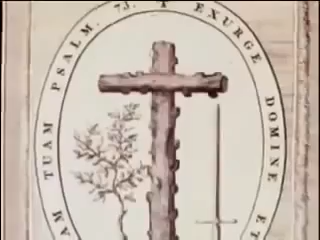 ✝ EXURGE DOMINE ET
AM TUAM PSALM. 73.